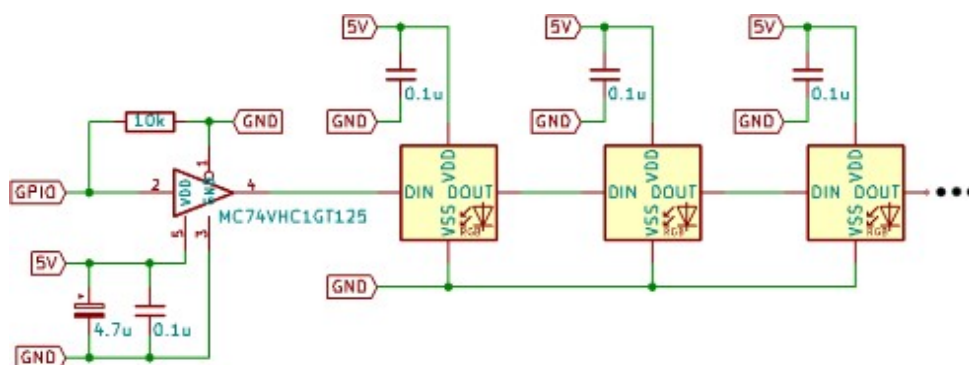 5V
5V
5V
0.1u
0.1u
0.1u
GND
GND
GND
10k
GND
1
GPIO
2
VDD
GND
4
MC74VHC1GT125
5
3
VDD
DIN
DOUT
VSS
RGB
VDD
DIN
DOUT
VSS
RGB
VDD
DIN
DOUT
VSS
RGB
5V
GND
4.7u
0.1u
GND